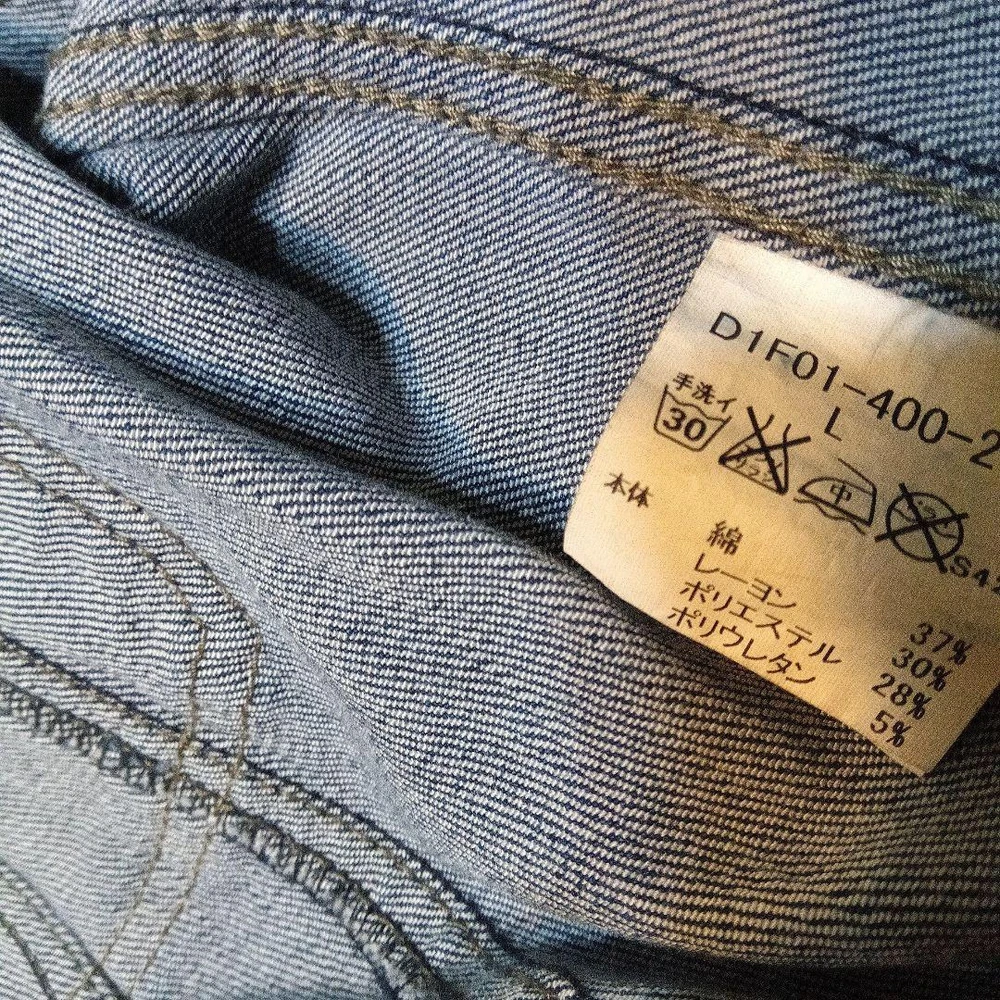 D1F01-400-2
L
手洗イ
30
中
本体
綿 37%
レーヨン 30%
ポリエステル 28%
ポリウレタン 5%